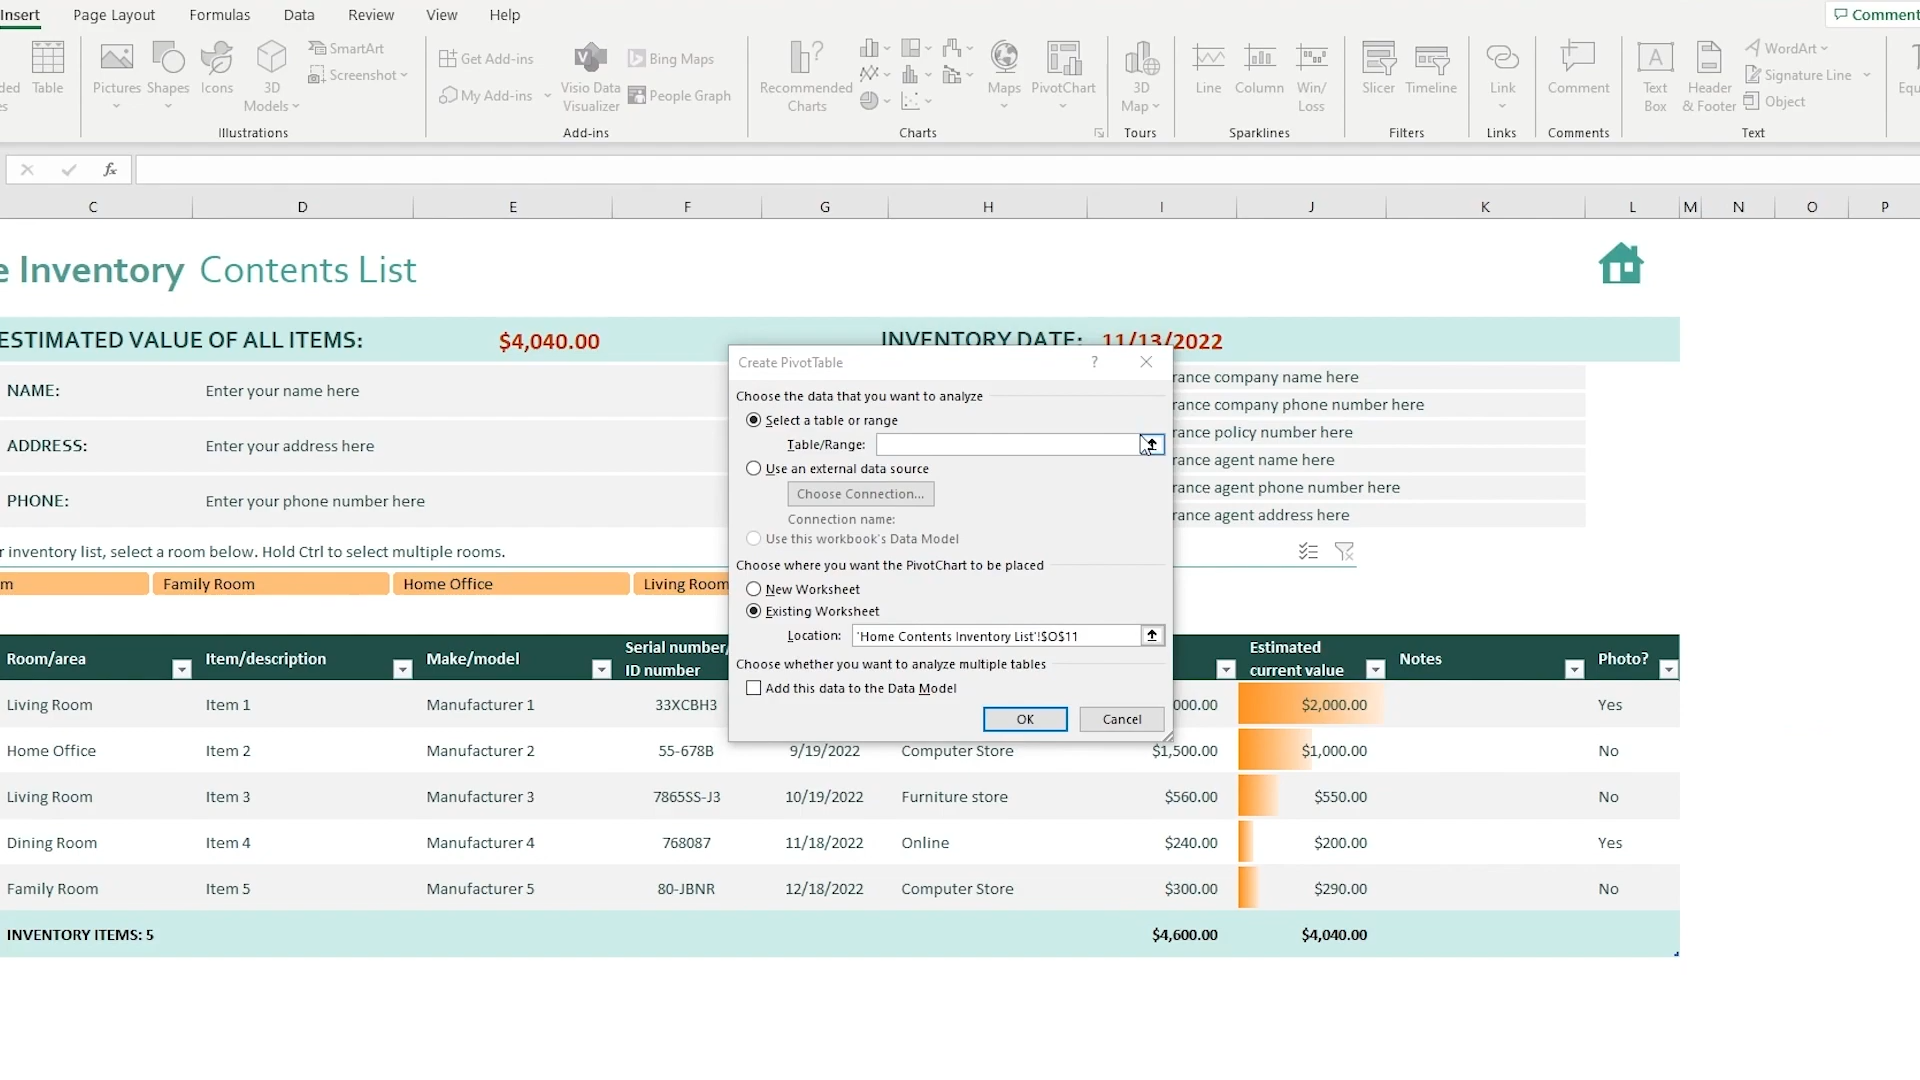 Insert Page Layout Formulas Data Review View Help Comment
Table Pictures Shapes Icons 3D Models SmartArt Screenshot Get Add-ins My Add-ins Visio Data Visualizer Bing Maps People Graph Recommended Charts Maps PivotChart 3D Map Line Column Win/Loss Slicer Timeline Link Comment Text Box Header & Footer WordArt Signature Line Object
Illustrations Add-ins Charts Tours Sparklines Filters Links Comments Text
fx
C D E F G H I J K L M N O P
e Inventory Contents List
ESTIMATED VALUE OF ALL ITEMS: $4,040.00 INVENTORY DATE: 11/13/2022
NAME: Enter your name here
ADDRESS: Enter your address here
PHONE: Enter your phone number here
rance company name here
rance company phone number here
rance policy number here
rance agent name here
rance agent phone number here
rance agent address here
r inventory list, select a room below. Hold Ctrl to select multiple rooms.
m Family Room Home Office Living Room
Create PivotTable ?
Choose the data that you want to analyze
Select a table or range
Table/Range:
Use an external data source
Choose Connection...
Connection name:
Use this workbook's Data Model
Choose where you want the PivotChart to be placed
New Worksheet
Existing Worksheet
Location: 'Home Contents Inventory List'!$O$11
Choose whether you want to analyze multiple tables
Add this data to the Data Model
OK Cancel
Room/area Item/description Make/model Serial number/ ID number Estimated current value Notes Photo?
Living Room Item 1 Manufacturer 1 33XCBH3 000.00 $2,000.00 Yes
Home Office Item 2 Manufacturer 2 55-678B 9/19/2022 Computer Store $1,500.00 $1,000.00 No
Living Room Item 3 Manufacturer 3 7865SS-J3 10/19/2022 Furniture store $560.00 $550.00 No
Dining Room Item 4 Manufacturer 4 768087 11/18/2022 Online $240.00 $200.00 Yes
Family Room Item 5 Manufacturer 5 80-JBNR 12/18/2022 Computer Store $300.00 $290.00 No
INVENTORY ITEMS: 5 $4,600.00 $4,040.00